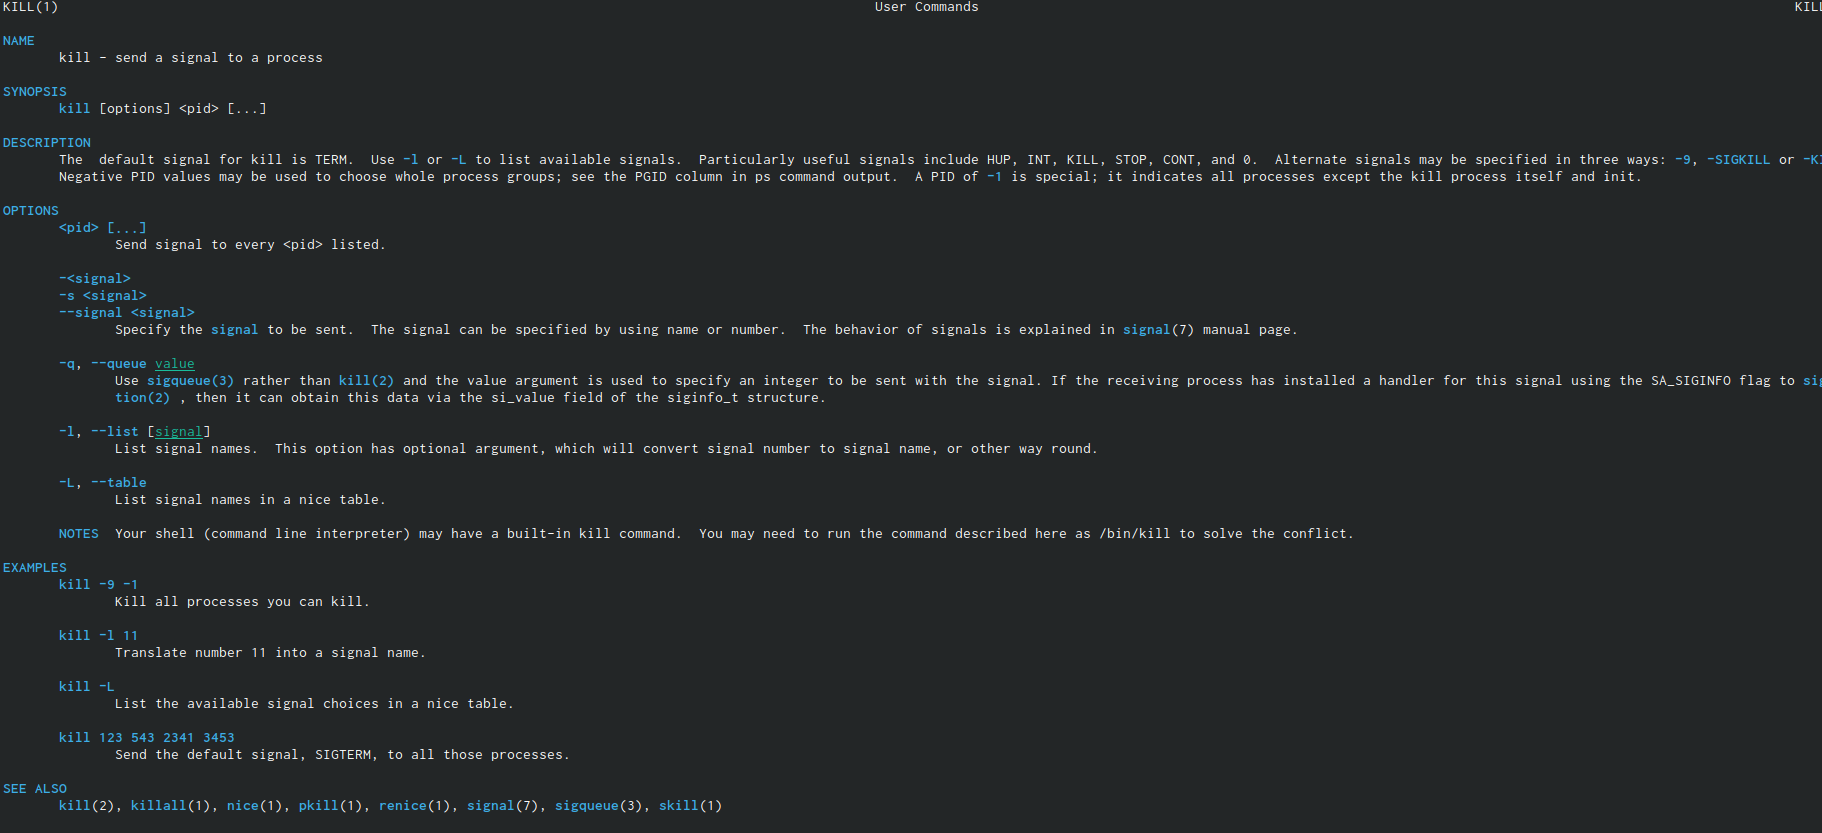 KILL(1) User Commands KILL
NAME
kill - send a signal to a process
SYNOPSIS
kill [options] <pid> [...]
DESCRIPTION
The  default signal for kill is TERM.  Use -l or -L to list available signals.  Particularly useful signals include HUP, INT, KILL, STOP, CONT, and 0.  Alternate signals may be specified in three ways: -9, -SIGKILL or -KI
Negative PID values may be used to choose whole process groups; see the PGID column in ps command output.  A PID of -1 is special; it indicates all processes except the kill process itself and init.
OPTIONS
<pid> [...]
Send signal to every <pid> listed.
-<signal>
-s <signal>
--signal <signal>
Specify the signal to be sent.  The signal can be specified by using name or number.  The behavior of signals is explained in signal(7) manual page.
-q, --queue value
Use sigqueue(3) rather than kill(2) and the value argument is used to specify an integer to be sent with the signal. If the receiving process has installed a handler for this signal using the SA_SIGINFO flag to sig
tion(2) , then it can obtain this data via the si_value field of the siginfo_t structure.
-l, --list [signal]
List signal names.  This option has optional argument, which will convert signal number to signal name, or other way round.
-L, --table
List signal names in a nice table.
NOTES  Your shell (command line interpreter) may have a built-in kill command.  You may need to run the command described here as /bin/kill to solve the conflict.
EXAMPLES
kill -9 -1
Kill all processes you can kill.
kill -l 11
Translate number 11 into a signal name.
kill -L
List the available signal choices in a nice table.
kill 123 543 2341 3453
Send the default signal, SIGTERM, to all those processes.
SEE ALSO
kill(2), killall(1), nice(1), pkill(1), renice(1), signal(7), sigqueue(3), skill(1)